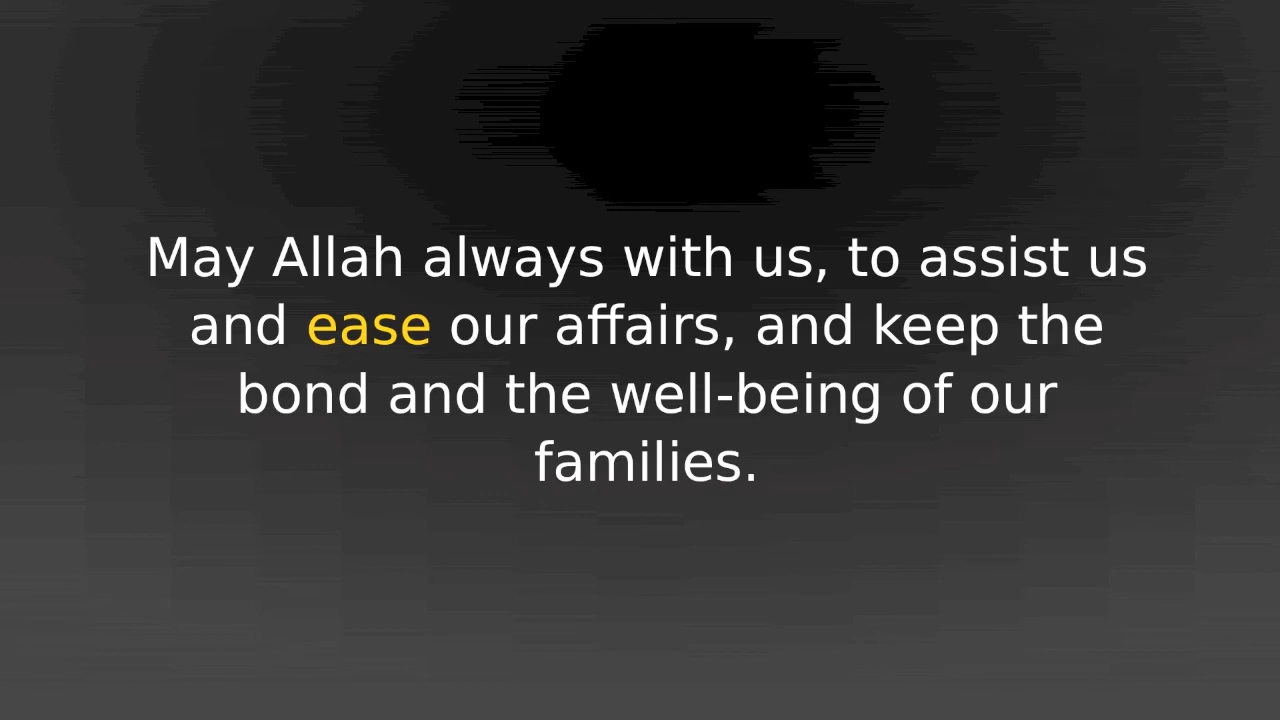 May Allah always with us, to assist us
and ease our affairs, and keep the
bond and the well-being of our
families.